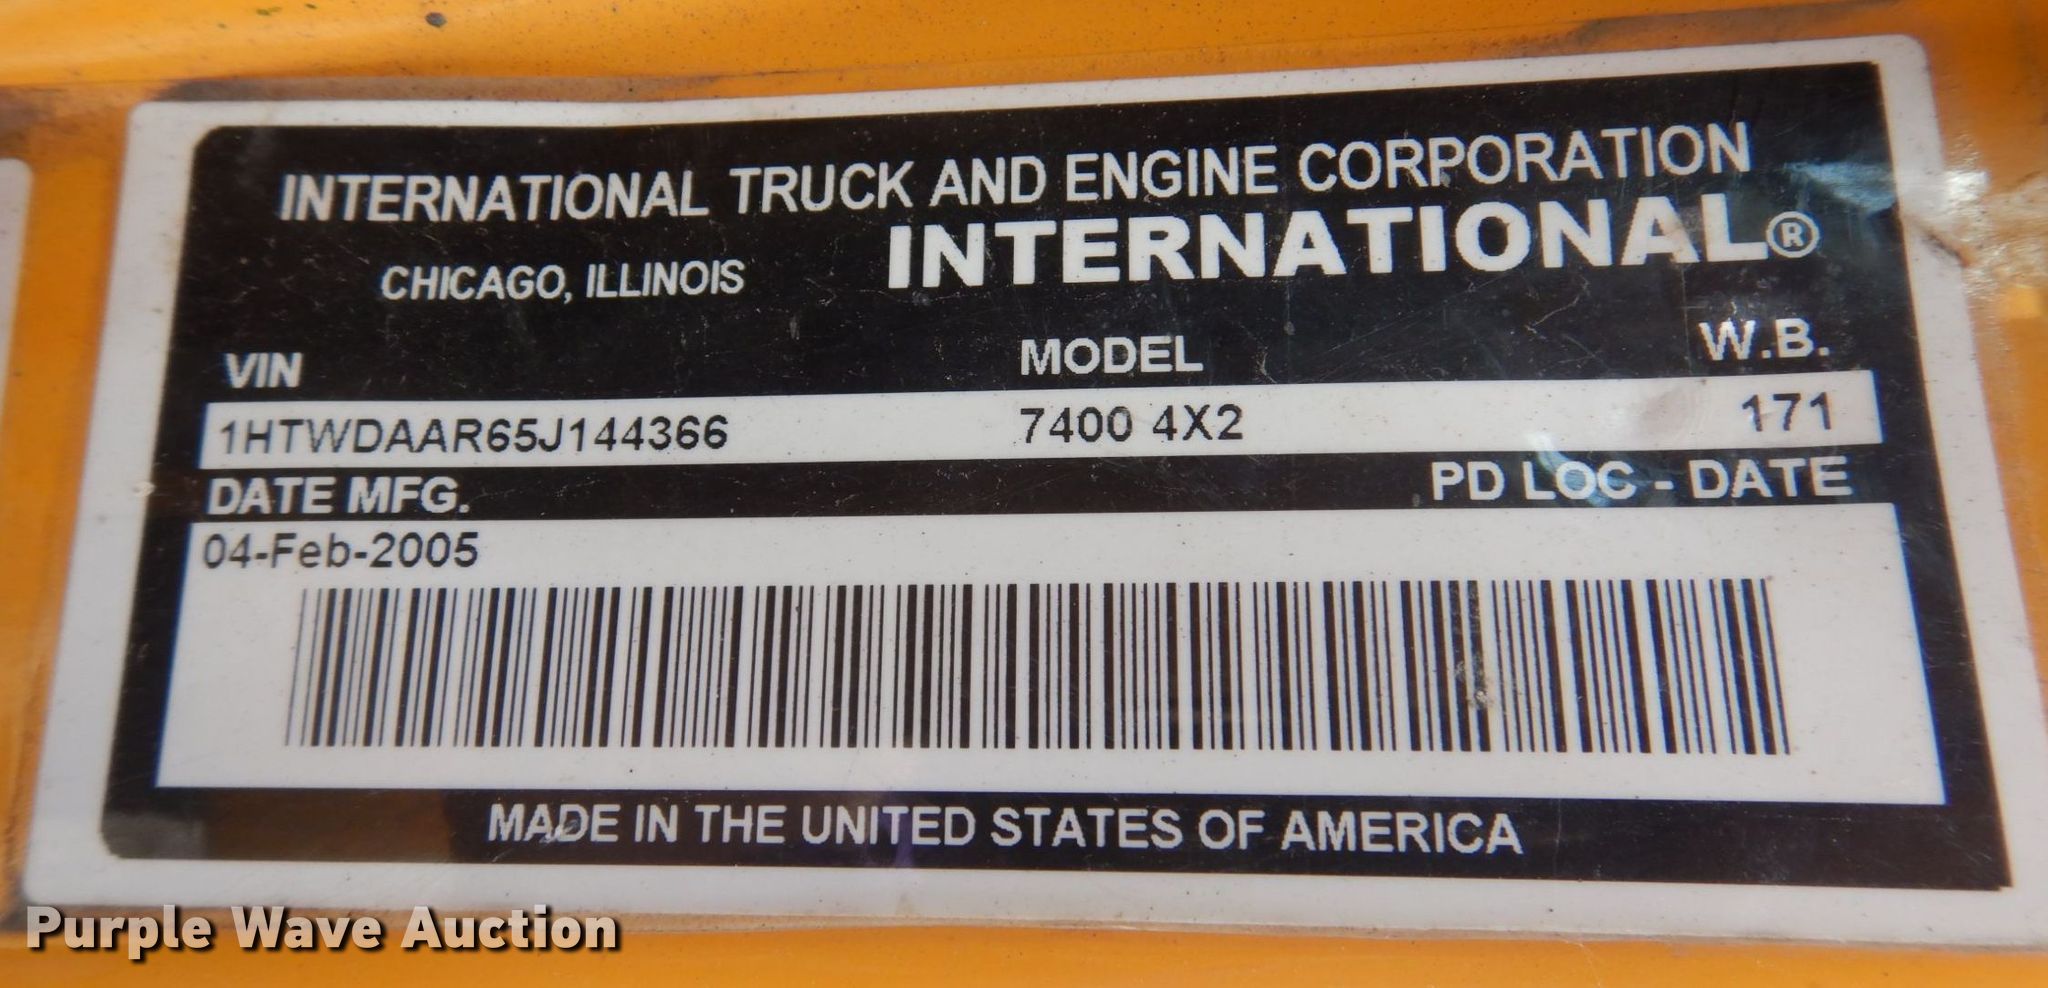 INTERNATIONAL TRUCK AND ENGINE CORPORATION
CHICAGO, ILLINOIS INTERNATIONAL®
VIN MODEL W.B.
1HTWDAAR65J144366 7400 4X2 171
DATE MFG. PD LOC - DATE
04-Feb-2005
MADE IN THE UNITED STATES OF AMERICA
Purple Wave Auction